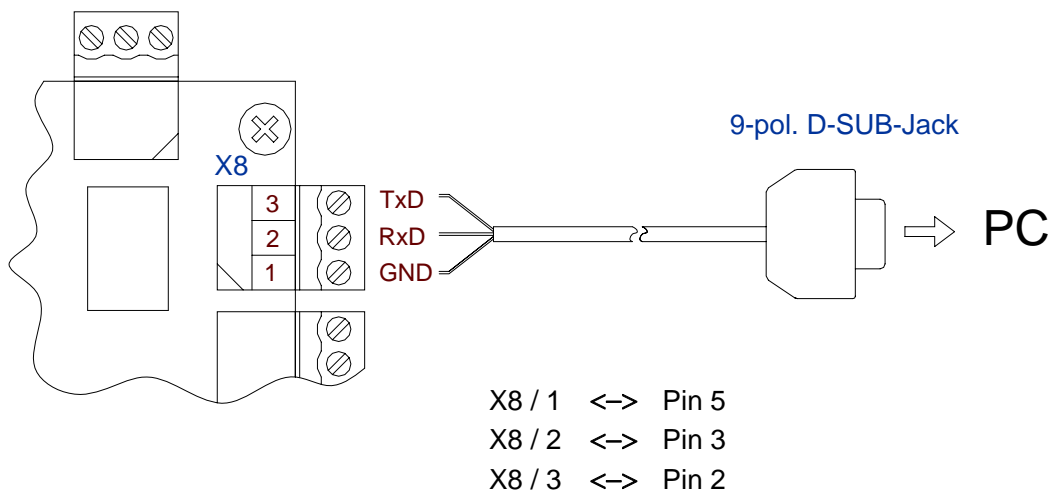 9-pol. D-SUB-Jack
X8
3 TxD
2 RxD
1 GND
PC
X8 / 1 <–> Pin 5
X8 / 2 <–> Pin 3
X8 / 3 <–> Pin 2